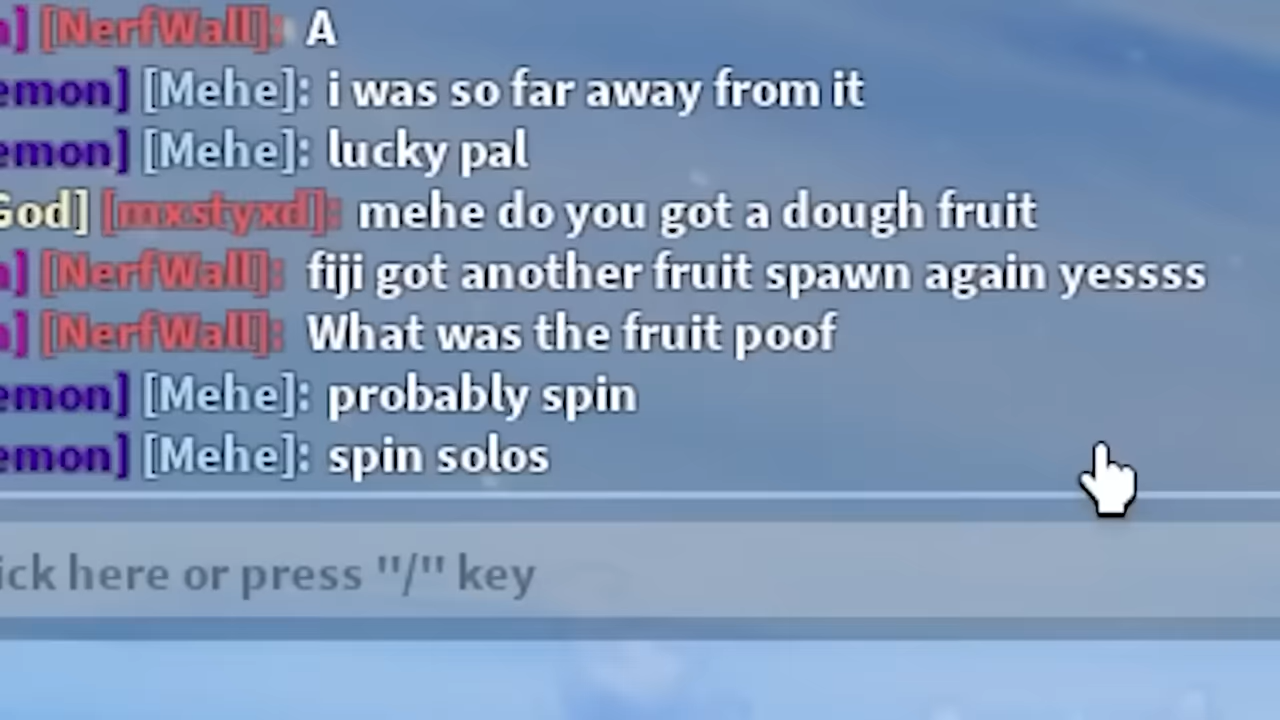 [NerfWall]: A
emon] [Mehe]: i was so far away from it
emon] [Mehe]: lucky pal
God] [mxstyxd]: mehe do you got a dough fruit
[NerfWall]: fiji got another fruit spawn again yessss
[NerfWall]: What was the fruit poof
emon] [Mehe]: probably spin
emon] [Mehe]: spin solos
ick here or press "/" key